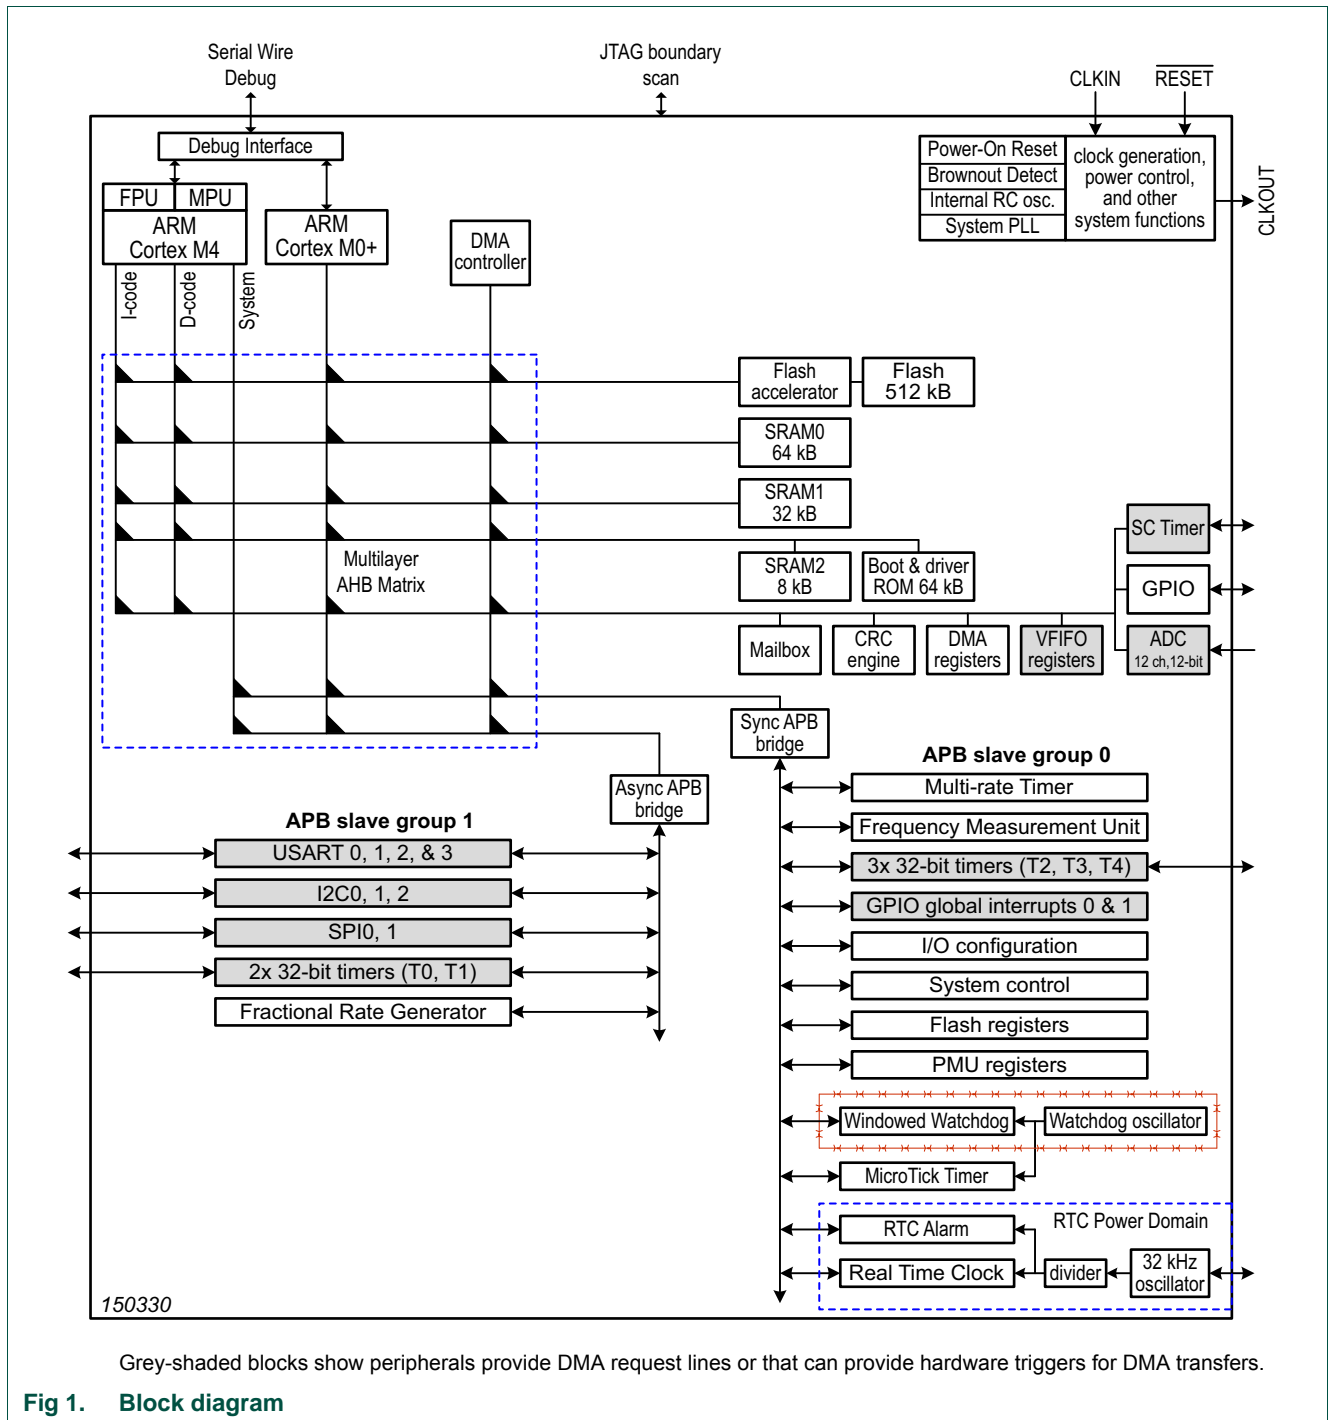 Serial Wire
Debug
JTAG boundary
scan
CLKIN
RESET
Debug Interface
FPU
MPU
ARM
Cortex M4
ARM
Cortex M0+
DMA
controller
Power-On Reset
Brownout Detect
Internal RC osc.
System PLL
clock generation,
power control,
and other
system functions
CLKOUT
I-code
D-code
System
Flash
accelerator
Flash
512 kB
SRAM0
64 kB
SRAM1
32 kB
Multilayer
AHB Matrix
SRAM2
8 kB
Boot & driver
ROM 64 kB
SC Timer
GPIO
ADC
12 ch,12-bit
Mailbox
CRC
engine
DMA
registers
VFIFO
registers
Sync APB
bridge
Async APB
bridge
APB slave group 1
USART 0, 1, 2, & 3
I2C0, 1, 2
SPI0, 1
2x 32-bit timers (T0, T1)
Fractional Rate Generator
APB slave group 0
Multi-rate Timer
Frequency Measurement Unit
3x 32-bit timers (T2, T3, T4)
GPIO global interrupts 0 & 1
I/O configuration
System control
Flash registers
PMU registers
Windowed Watchdog
Watchdog oscillator
MicroTick Timer
RTC Power Domain
RTC Alarm
Real Time Clock
divider
32 kHz
oscillator
150330
Grey-shaded blocks show peripherals provide DMA request lines or that can provide hardware triggers for DMA transfers.
Fig 1. Block diagram